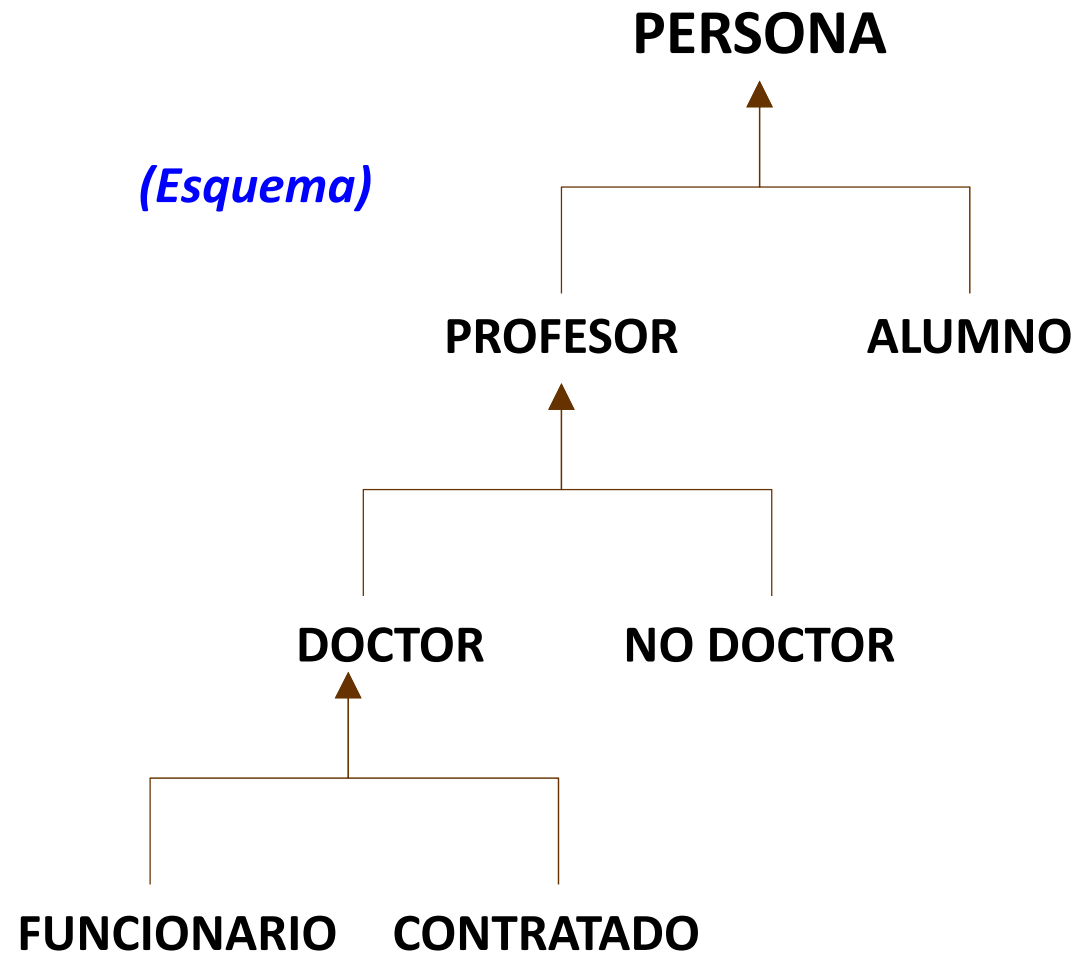 PERSONA
(Esquema)
PROFESOR
ALUMNO
DOCTOR
NO DOCTOR
FUNCIONARIO
CONTRATADO